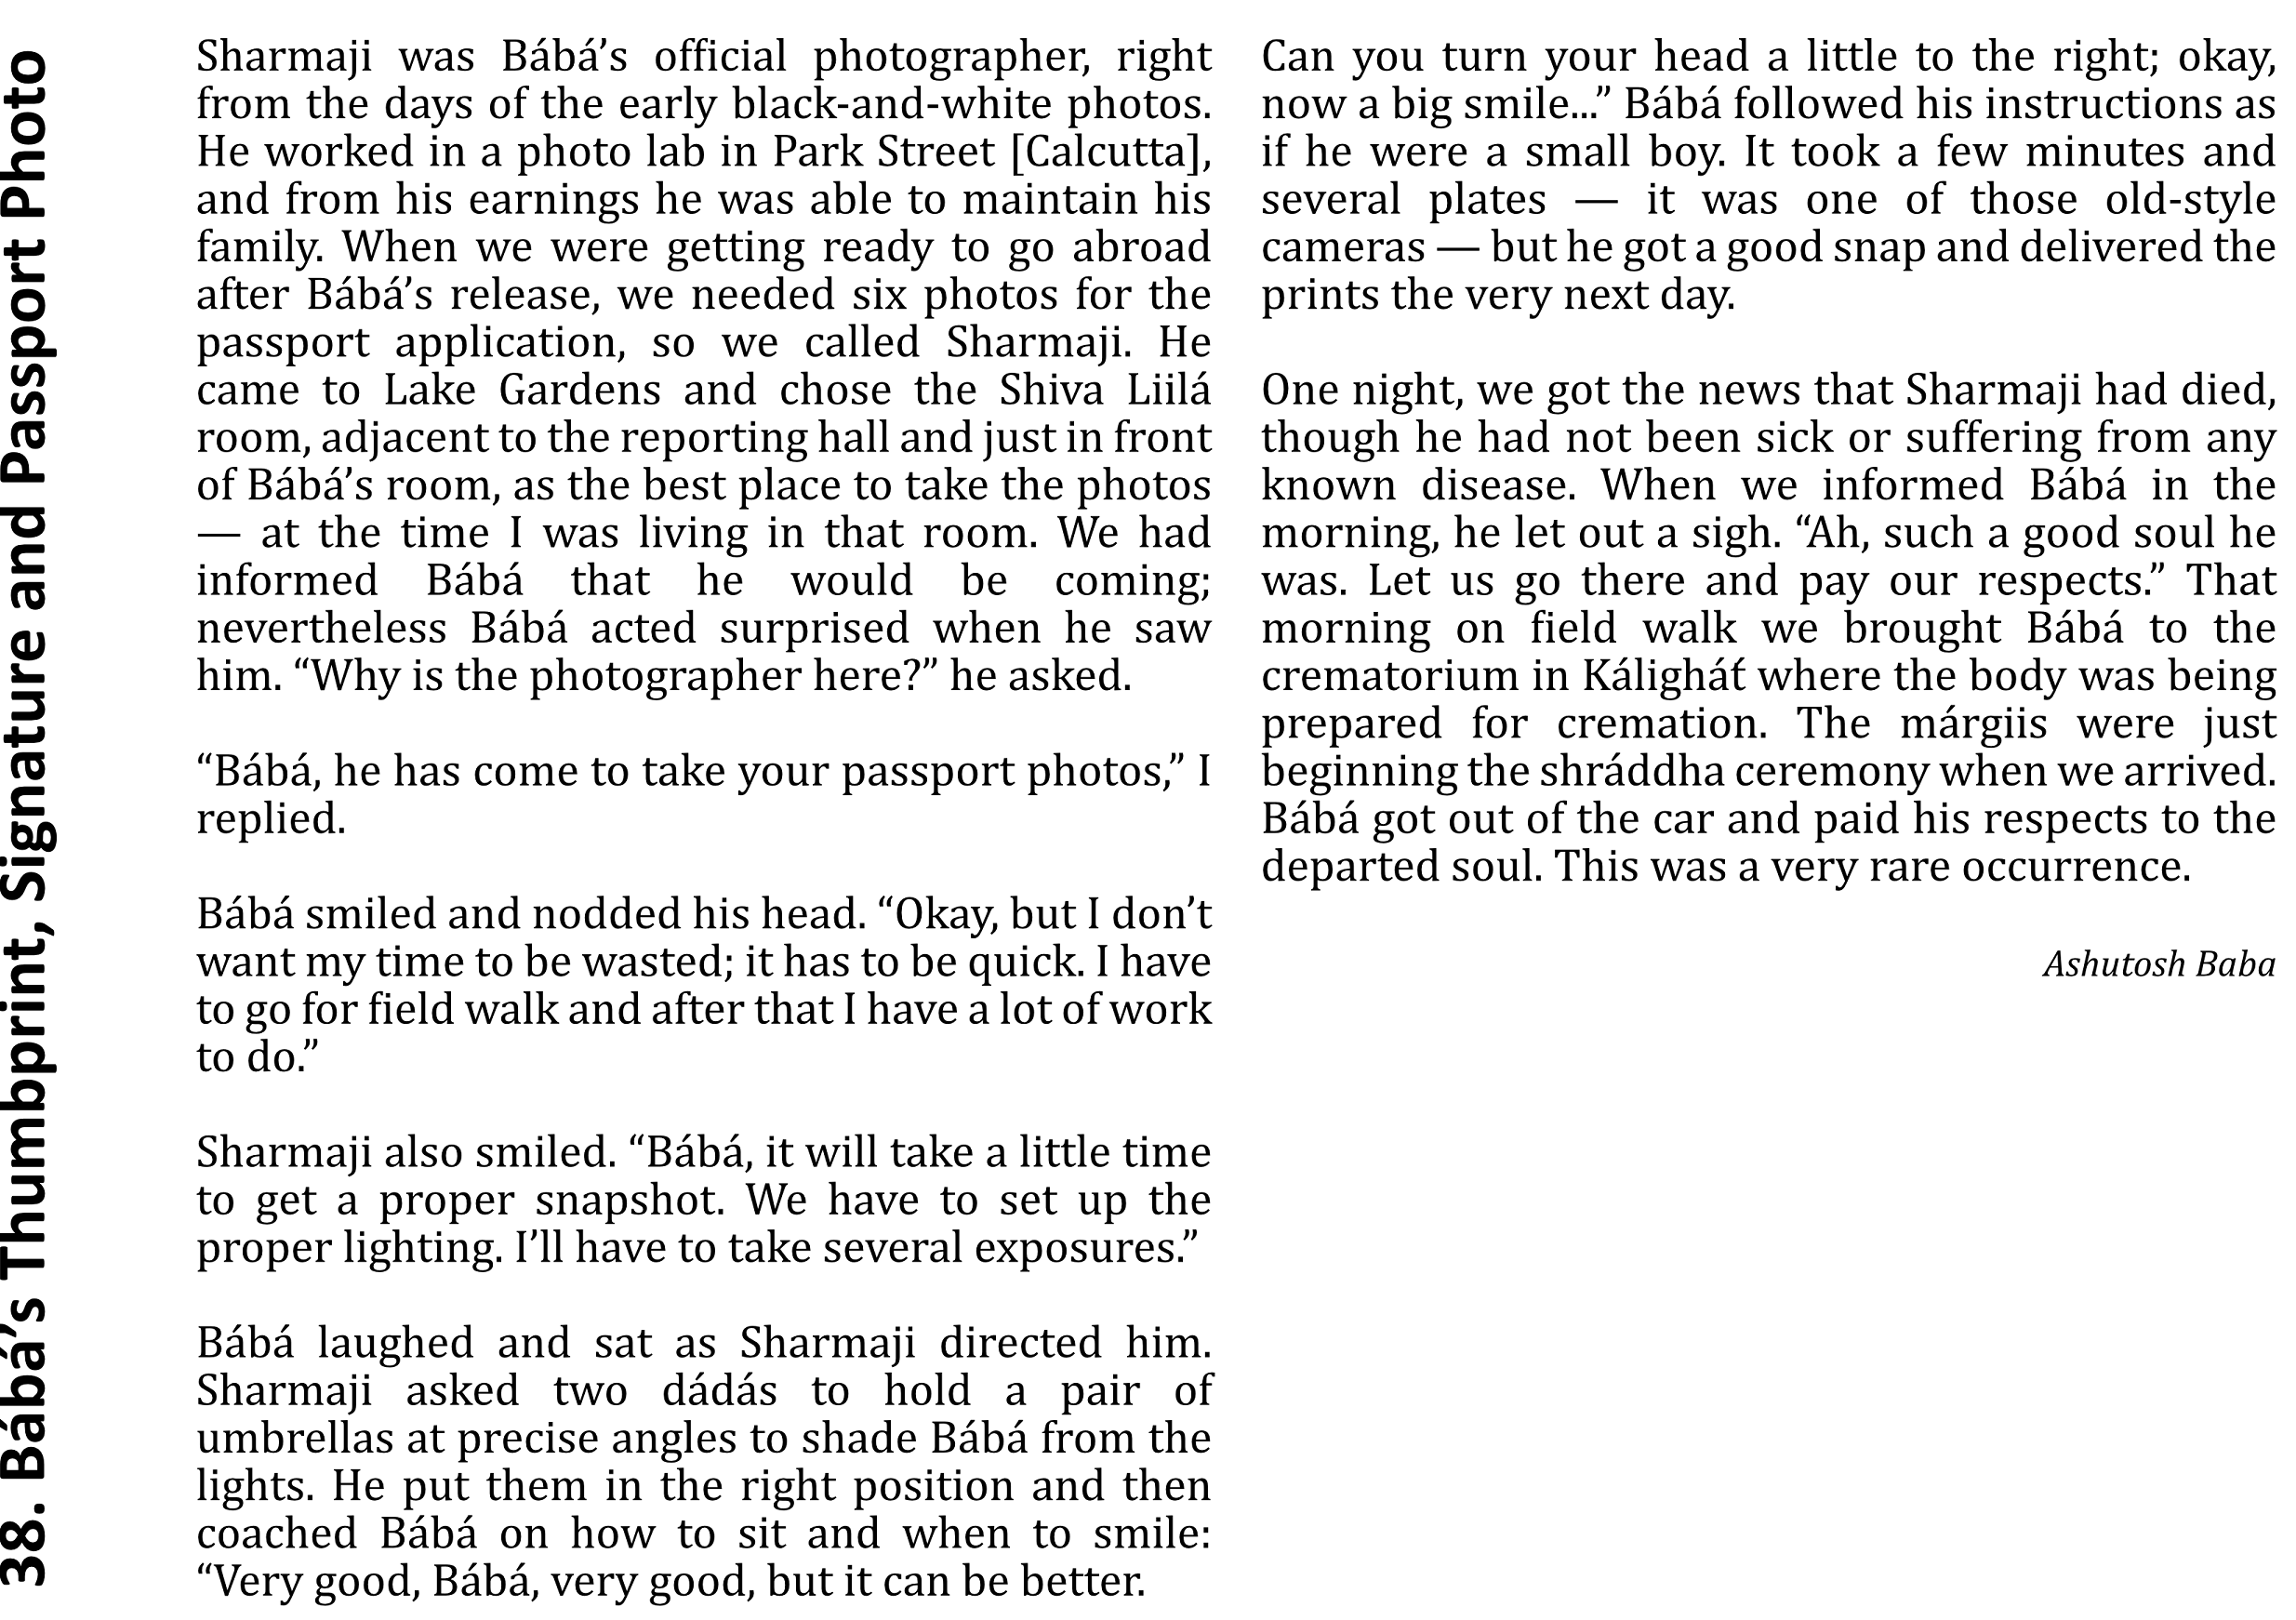 38. Bábá’s Thumbprint, Signature and Passport Photo
Sharmaji was Bábá’s official photographer, right
from the days of the early black-and-white photos.
He worked in a photo lab in Park Street [Calcutta],
and from his earnings he was able to maintain his
family. When we were getting ready to go abroad
after Bábá’s release, we needed six photos for the
passport application, so we called Sharmaji. He
came to Lake Gardens and chose the Shiva Liilá
room, adjacent to the reporting hall and just in front
of Bábá’s room, as the best place to take the photos
— at the time I was living in that room. We had
informed Bábá that he would be coming;
nevertheless Bábá acted surprised when he saw
him. “Why is the photographer here?” he asked.
“Bábá, he has come to take your passport photos,” I
replied.
Bábá smiled and nodded his head. “Okay, but I don’t
want my time to be wasted; it has to be quick. I have
to go for field walk and after that I have a lot of work
to do.”
Sharmaji also smiled. “Bábá, it will take a little time
to get a proper snapshot. We have to set up the
proper lighting. I’ll have to take several exposures.”
Bábá laughed and sat as Sharmaji directed him.
Sharmaji asked two dádás to hold a pair of
umbrellas at precise angles to shade Bábá from the
lights. He put them in the right position and then
coached Bábá on how to sit and when to smile:
“Very good, Bábá, very good, but it can be better.
Can you turn your head a little to the right; okay,
now a big smile...” Bábá followed his instructions as
if he were a small boy. It took a few minutes and
several plates — it was one of those old-style
cameras — but he got a good snap and delivered the
prints the very next day.
One night, we got the news that Sharmaji had died,
though he had not been sick or suffering from any
known disease. When we informed Bábá in the
morning, he let out a sigh. “Ah, such a good soul he
was. Let us go there and pay our respects.” That
morning on field walk we brought Bábá to the
crematorium in Kálighát́ where the body was being
prepared for cremation. The márgiis were just
beginning the shráddha ceremony when we arrived.
Bábá got out of the car and paid his respects to the
departed soul. This was a very rare occurrence.
Ashutosh Baba